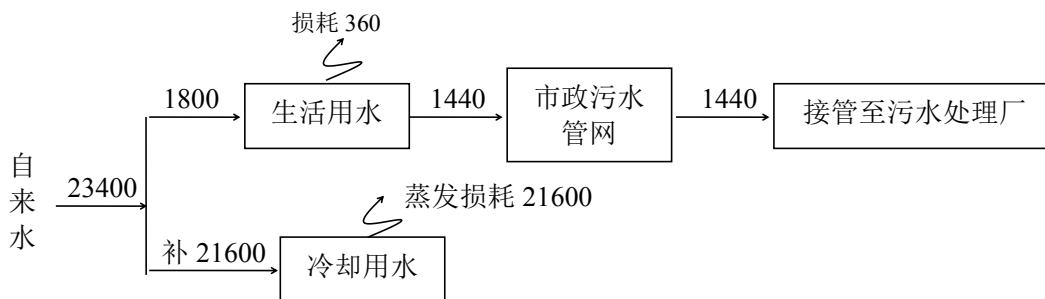 损耗 360
1800
生活用水
1440
市政污水
管网
1440
接管至污水处理厂
自来水
23400
蒸发损耗 21600
补 21600
冷却用水